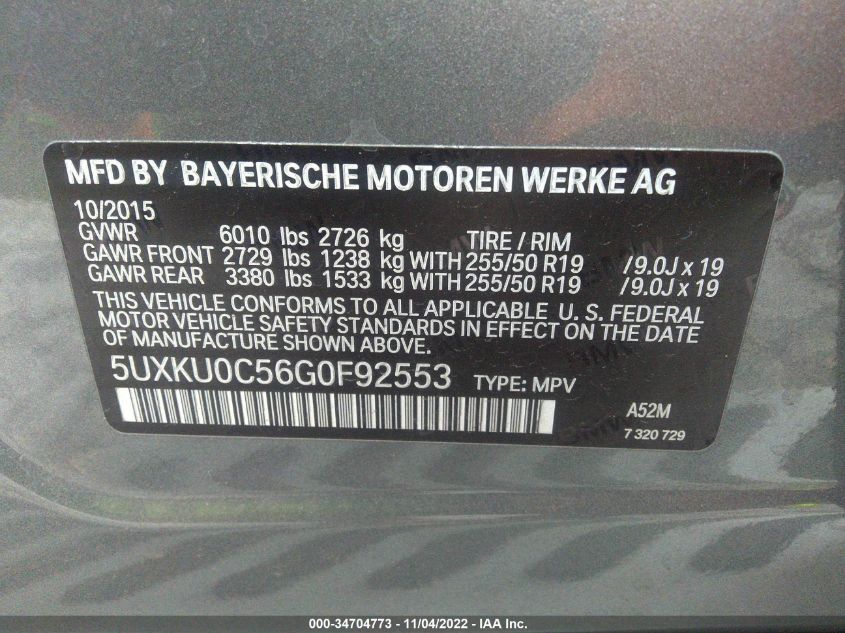 MFD BY BAYERISCHE MOTOREN WERKE AG
10/2015
GVWR 6010 lbs 2726 kg TIRE / RIM
GAWR FRONT 2729 lbs 1238 kg WITH 255/50 R19 /9.0J x 19
GAWR REAR 3380 lbs 1533 kg WITH 255/50 R19 /9.0J x 19
THIS VEHICLE CONFORMS TO ALL APPLICABLE U. S. FEDERAL
MOTOR VEHICLE SAFETY STANDARDS IN EFFECT ON THE DATE
OF MANUFACTURE SHOWN ABOVE.
5UXKU0C56G0F92553 TYPE: MPV
A52M
7 320 729
000-34704773 - 11/04/2022 - IAA Inc.